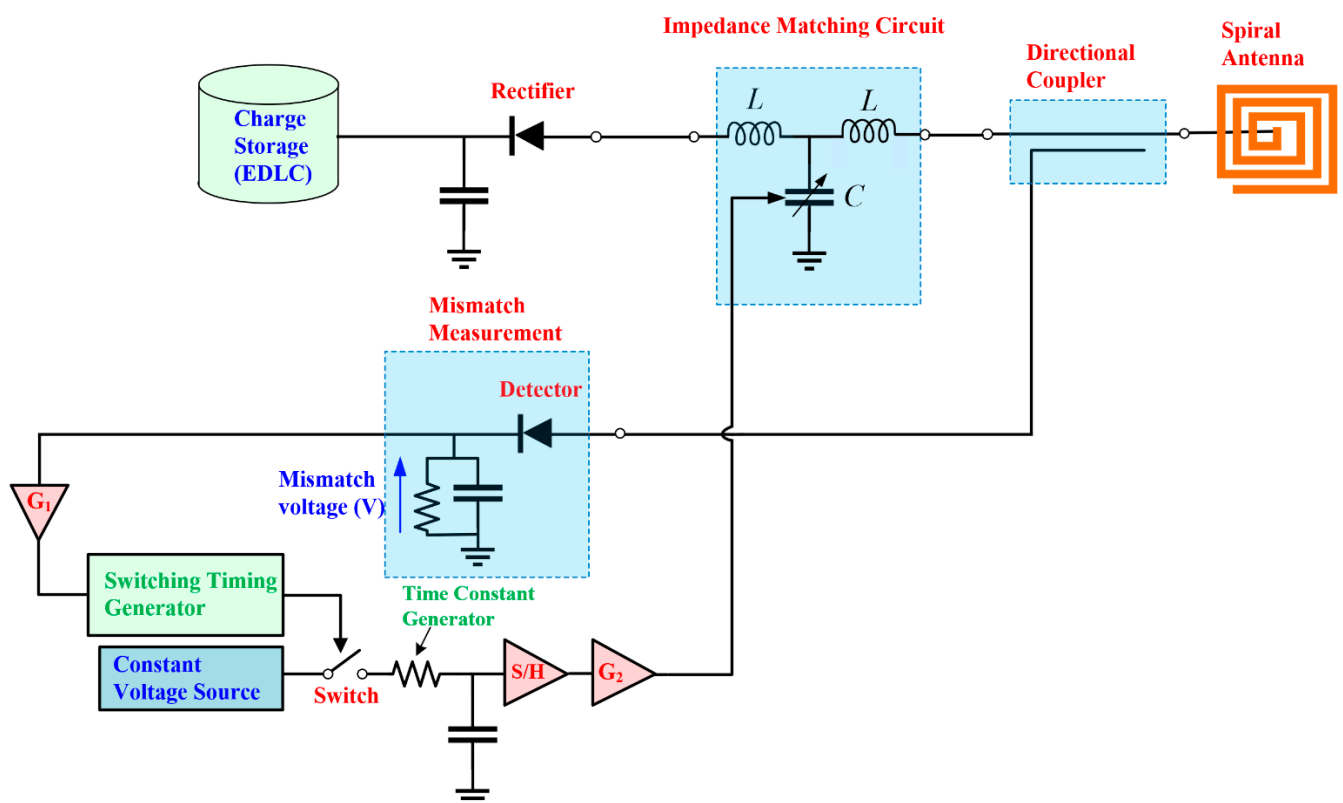 Impedance Matching Circuit
Spiral
Antenna
Directional
Coupler
Rectifier
Charge
Storage
(EDLC)
L
L
C
Mismatch
Measurement
Detector
Mismatch
voltage (V)
G₁
Switching Timing
Generator
Time Constant
Generator
Constant
Voltage Source
Switch
S/H
G₂